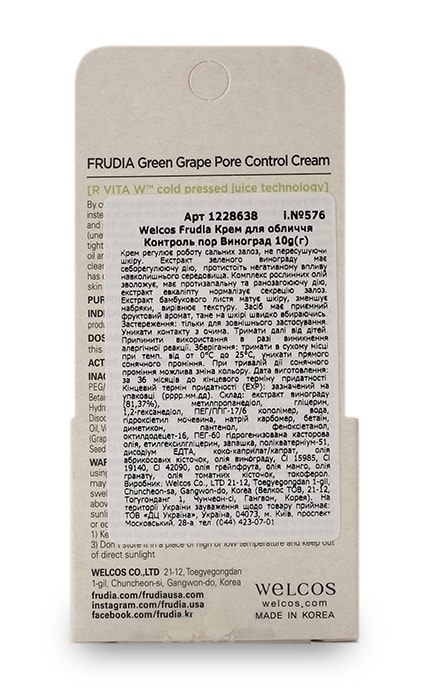 FRUDIA Green Grape Pore Control Cream
[R VITA W™ cold pressed juice technology]
Арт 1228638 і.№576
Welcos Frudia Крем для обличчя
Контроль пор Виноград 10g(г)
Крем регулює роботу сальних залоз, не пересушуючи
шкіру. Екстракт зеленого винограду має
себорегулюючу дію, протистоїть негативному впливу
навколишнього середовища. Комплекс рослинних олій
зволожує, має протизапальну та ранозагоючу дію,
екстракт евкаліпту нормалізує секрецію залоз.
Екстракт бамбукового листя матує шкіру, зменшує
набряки, вирівнює текстуру. Засіб має приємний
фруктовий аромат, тане на шкірі швидко вбираючись.
Застереження: тільки для зовнішнього застосування.
Уникати контакту з очима. Тримати далі від дітей.
Припинити використання в разі виникнення
алергічної реакції. Зберігання: тримати в сухому місці
при темп. від от 0°С до 25°С, уникати прямого
сонячного проміння. При тривалій дії сонячного
проміння можлива зміна кольору. Дата виготовлення:
за 36 місяців до кінцевого терміну придатності.
Кінцевий термін придатності (EXP): зазначений на
упаковці (рррр.мм.дд). Склад: екстракт винограду
(81,37%), метилпропанедіол, гліцерин,
1,2-гександіол, ПЕГ/ППГ-17/6 кополімер, вода,
гідроксіетил мочевина, натрій карбомер, бетаїн,
диметикон, пантенол, феноксіетанол,
октилдодецет-16, ПЕГ-60 гідрогенизована касторова
олія, етилгексилгліцерин, запашка, полікватерніум-51,
дисодіум ЕДТА, коко-каприлат/капрат, олія
абрикосових кісточок, олія винограду, CI 15985, CI
19140, CI 42090, олія грейпфрута, олія манго, олія
гранату, олія томатних кісточок, токоферол.
Виробник: Welcos Co., LTD 21-12, Toegyegongdan 1-gil,
Chuncheon-sa, Gangwon-do, Korea (Велкос ТОВ, 21-12,
Тогугонданг 1, Чунчеон-сі, Гангвон, Корея). На
території України зауваження щодо товару приймає:
ТОВ «ДЦ Україна», Україна, 04073, м. Київ, проспект
Московський. 28-а тел. (044) 423-07-01
3) Don't store it in a place of high or low temperature and keep out
of direct sunlight
WELCOS CO.,LTD 21-12, Toegyegongdan
1-gil, Chuncheon-si, Gangwon-do, Korea
frudia.com/frudiausa.com
instagram.com/frudia.usa
facebook.com/frudia.kr
WELCOS
welcos.com
MADE IN KOREA